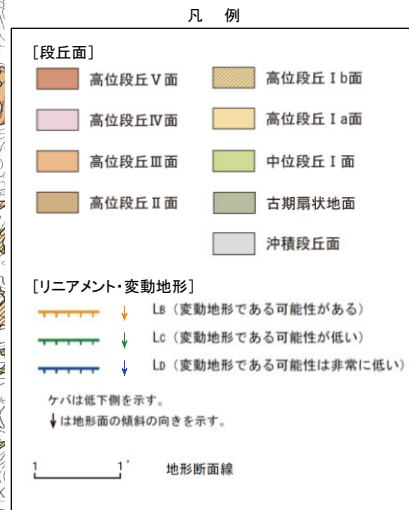 凡 例
[段丘面]
高位段丘Ⅴ面
高位段丘Ⅳ面
高位段丘Ⅲ面
高位段丘Ⅱ面
高位段丘Ⅰb面
高位段丘Ⅰa面
中位段丘Ⅰ面
古期扇状地面
沖積段丘面
[リニアメント・変動地形]
LB（変動地形である可能性がある）
LC（変動地形である可能性が低い）
LD（変動地形である可能性は非常に低い）
ケバは低下側を示す。
↓は地形面の傾斜の向きを示す。
1 1' 地形断面線